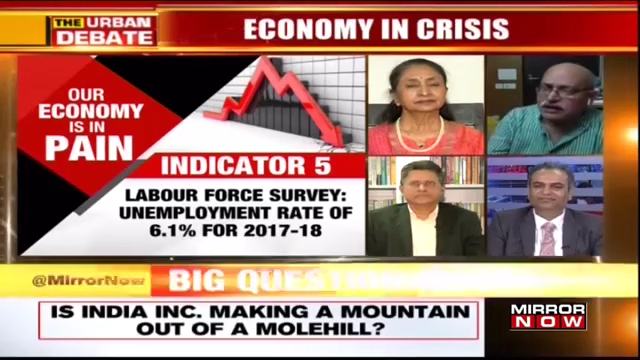 THE URBAN
DEBATE
ECONOMY IN CRISIS
OUR
ECONOMY
IS IN
PAIN
INDICATOR 5
LABOUR FORCE SURVEY:
UNEMPLOYMENT RATE OF
6.1% FOR 2017-18
@MirrorNow
BIG QUESTION
IS INDIA INC. MAKING A MOUNTAIN
OUT OF A MOLEHILL?
MIRROR
NOW